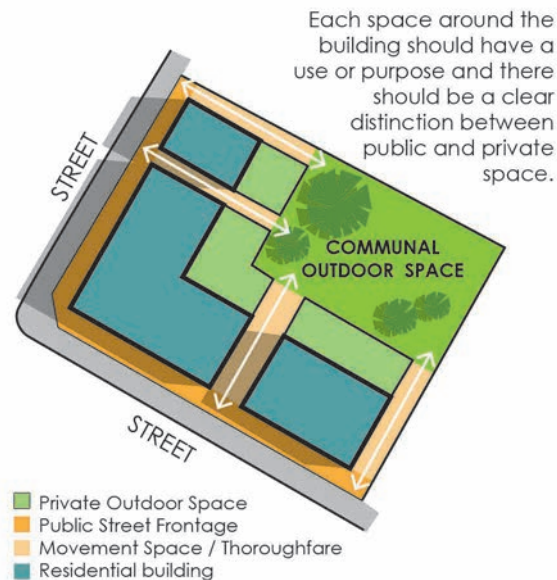 Each space around the
building should have a
use or purpose and there
should be a clear
distinction between
public and private
space.
STREET
COMMUNAL
OUTDOOR SPACE
STREET
Private Outdoor Space
Public Street Frontage
Movement Space / Thoroughfare
Residential building